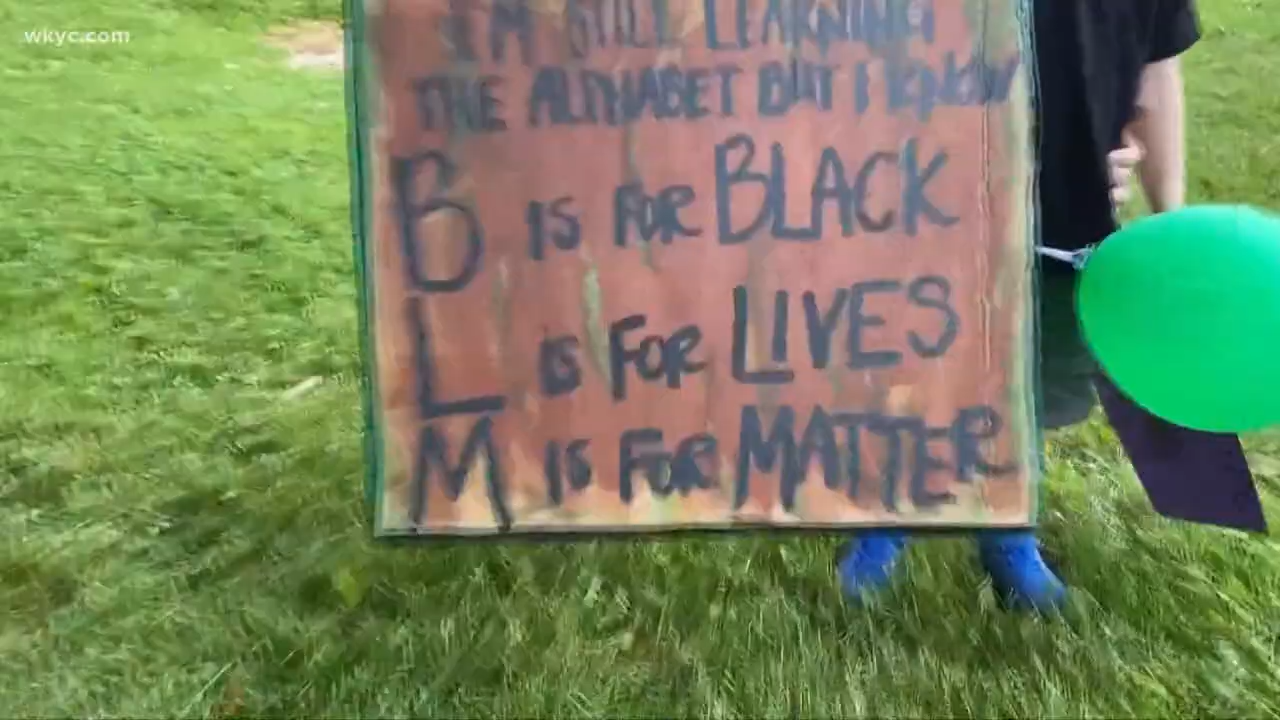 wkyc.com
I'M STILL LEARNING
THE ALPHABET BUT I KNOW
B IS FOR BLACK
L IS FOR LIVES
M IS FOR MATTER